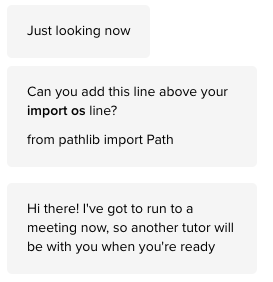 Just looking now
Can you add this line above your
import os line?
from pathlib import Path
Hi there! I've got to run to a
meeting now, so another tutor will
be with you when you're ready